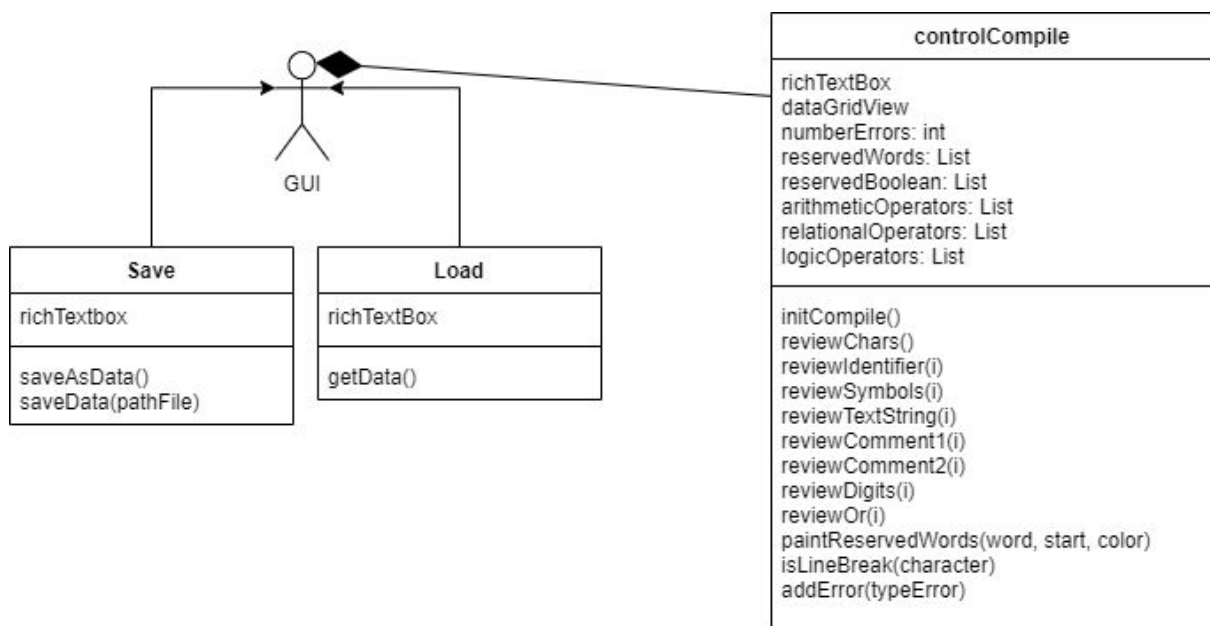 GUI
Save
richTextbox
saveAsData()
saveData(pathFile)
Load
richTextBox
getData()
controlCompile
richTextBox
dataGridView
numberErrors: int
reservedWords: List
reservedBoolean: List
arithmeticOperators: List
relationalOperators: List
logicOperators: List
initCompile()
reviewChars()
reviewIdentifier(i)
reviewSymbols(i)
reviewTextString(i)
reviewComment1(i)
reviewComment2(i)
reviewDigits(i)
reviewOr(i)
paintReservedWords(word, start, color)
isLineBreak(character)
addError(typeError)